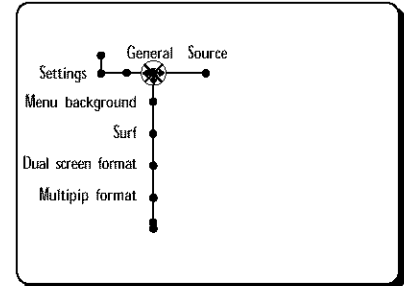 General Source
Settings
Menu background
Surf
Dual screen format
Multipip format